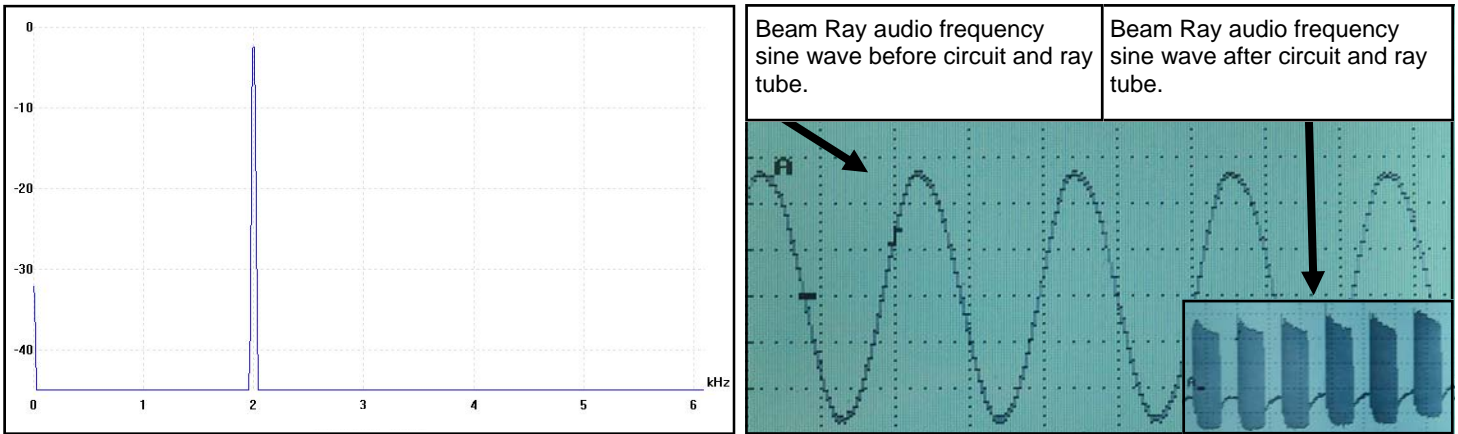 0
-10
-20
-30
-40
kHz
0 1 2 3 4 5 6
Beam Ray audio frequency
sine wave before circuit and ray
tube.
Beam Ray audio frequency
sine wave after circuit and ray
tube.
A
A